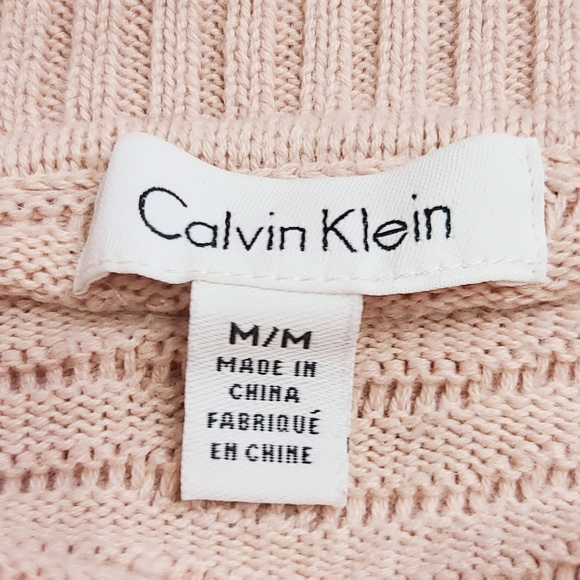 Calvin Klein
M/M
MADE IN
CHINA
FABRIQUÉ
EN CHINE